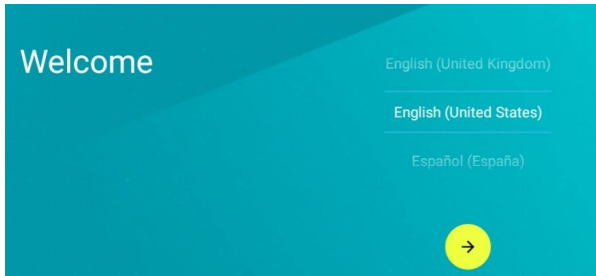 Welcome
English (United Kingdom)
English (United States)
Español (España)